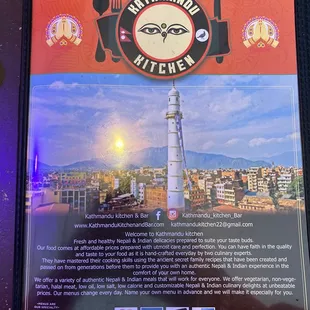 KATHMANDU
KITCHEN
Kathmandu kitchen & Bar Kathmandu_kitchen_Bar
www.KathmanduKitchenandBar.com kathmandukitchen22@gmail.com
Welcome to Kathmandu kitchen
Fresh and healthy Nepali & Indian delicacies prepared to suite your taste buds.
Our food comes at affordable prices prepared with utmost care and perfection. You can have faith in the quality
and taste to your food as it is hand-crafted everyday by two culinary experts.
They have mastered their cooking skills using the ancient secret family recipes that have been created and
passed on from generations before them to provide you with an authentic Nepali & Indian experience in the
comfort of your own home.
We offer a variety of authentic Nepali & Indian meals that will work for everyone. We offer vegetarian, non-vege-
tarian, halal meat, low oil, low salt, low calorie and customizable Nepali & Indian culinary delights at unbeatable
prices. Our menus change every day. Name your own menu in advance and we will make it especially for you.